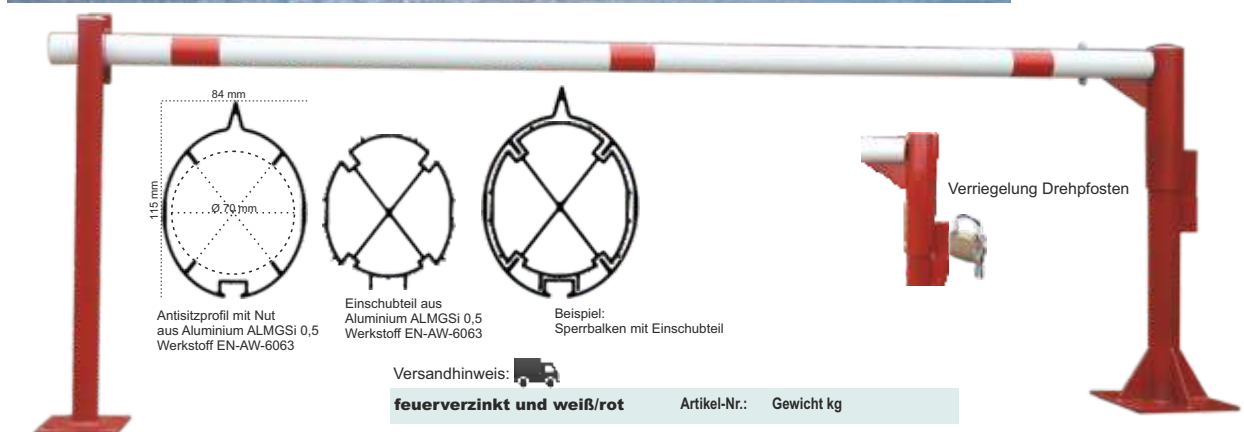 84 mm
115 mm
Ø 70 mm
Verriegelung Drehpfosten
Antisitzprofil mit Nut
aus Aluminium ALMGSi 0,5
Werkstoff EN-AW-6063
Einschubteil aus
Aluminium ALMGSi 0,5
Werkstoff EN-AW-6063
Beispiel:
Sperrbalken mit Einschubteil
Versandhinweis:
feuerverzinkt und weiß/rot Artikel-Nr.: Gewicht kg